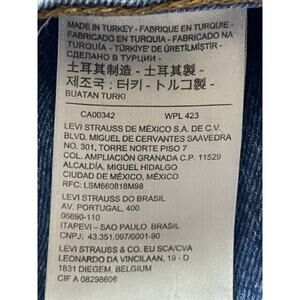 MADE IN TURKEY - FABRIQUE EN TURQUIE -
FABRICADO EN TURQUÍA - FABRICADO NA
TURQUIA - TÜRKİYE' DE ÜRETİLMİŞTİR -
СДЕЛАНО В ТУРЦИИ -
土耳其制造 - 土耳其製 -
제조국: 터키 - トルコ製 -
BUATAN TURKI
CA00342 WPL 423
LEVI STRAUSS DE MÉXICO S.A. DE C.V.
BLVD. MIGUEL DE CERVANTES SAAVEDRA
NO. 301, TORRE NORTE PISO 7
COL. AMPLIACIÓN GRANADA C.P. 11529
ALCALDÍA MIGUEL HIDALGO
CIUDAD DE MÉXICO, MÉXICO
RFC: LSM660818M98
LEVI STRAUSS DO BRASIL
AV. PORTUGAL, 400
06690-110
ITAPEVI – SAO PAULO BRASIL
CNPJ: 43.351.097/0001-90
LEVI STRAUSS & CO. EU SCA/CVA
LEONARDO DA VINCILAAN, 19 - D
1831 DIEGEM, BELGIUM
CIF A 08298606